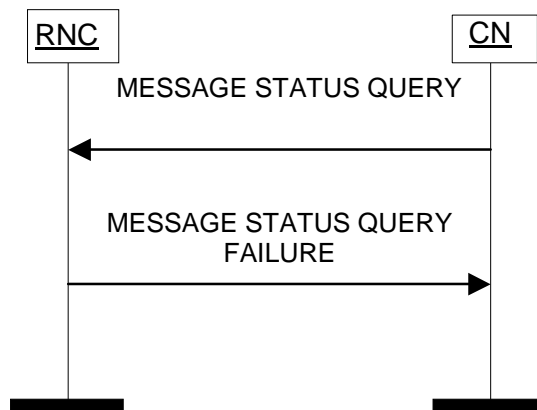 RNC
CN
MESSAGE STATUS QUERY
MESSAGE STATUS QUERY
FAILURE